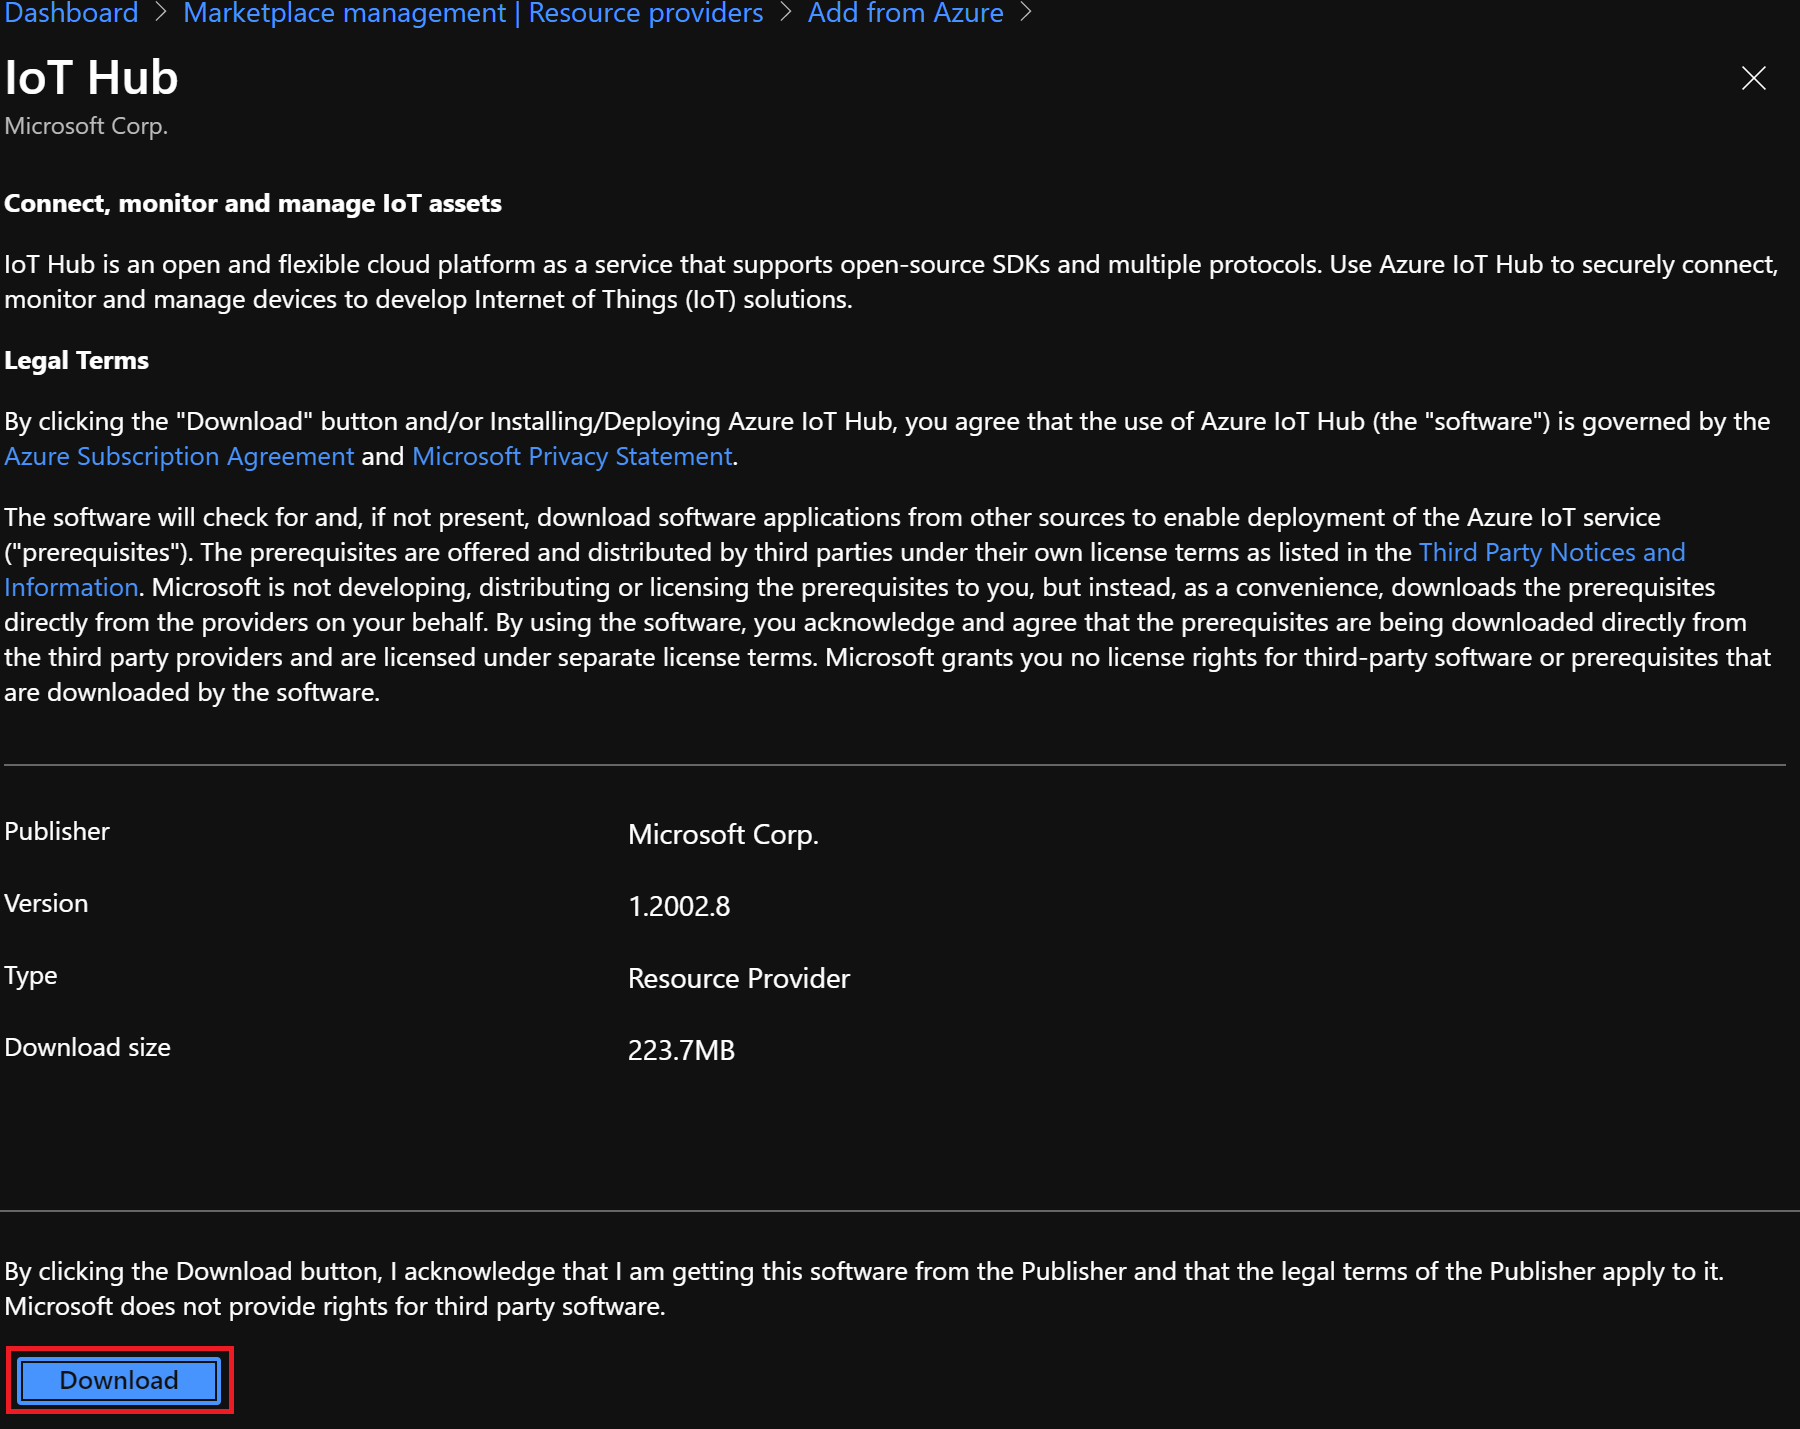 Dashboard > Marketplace management | Resource providers > Add from Azure >
IoT Hub
Microsoft Corp.
Connect, monitor and manage IoT assets
IoT Hub is an open and flexible cloud platform as a service that supports open-source SDKs and multiple protocols. Use Azure IoT Hub to securely connect,
monitor and manage devices to develop Internet of Things (IoT) solutions.
Legal Terms
By clicking the "Download" button and/or Installing/Deploying Azure IoT Hub, you agree that the use of Azure IoT Hub (the "software") is governed by the
Azure Subscription Agreement and Microsoft Privacy Statement.
The software will check for and, if not present, download software applications from other sources to enable deployment of the Azure IoT service
("prerequisites"). The prerequisites are offered and distributed by third parties under their own license terms as listed in the Third Party Notices and
Information. Microsoft is not developing, distributing or licensing the prerequisites to you, but instead, as a convenience, downloads the prerequisites
directly from the providers on your behalf. By using the software, you acknowledge and agree that the prerequisites are being downloaded directly from
the third party providers and are licensed under separate license terms. Microsoft grants you no license rights for third-party software or prerequisites that
are downloaded by the software.
Publisher Microsoft Corp.
Version 1.2002.8
Type Resource Provider
Download size 223.7MB
By clicking the Download button, I acknowledge that I am getting this software from the Publisher and that the legal terms of the Publisher apply to it.
Microsoft does not provide rights for third party software.
Download